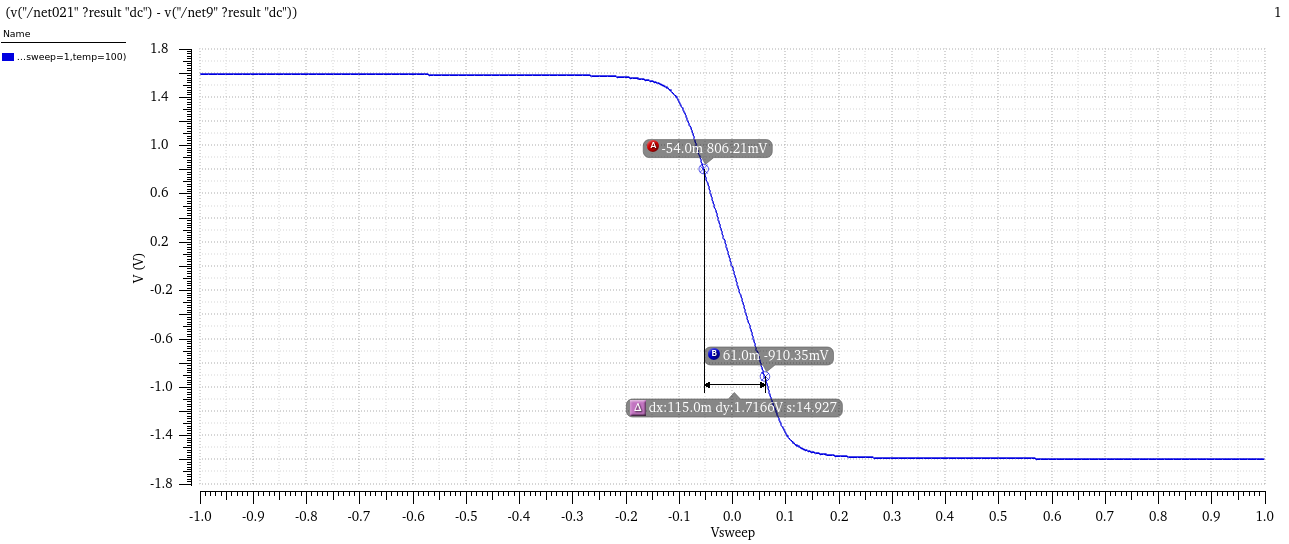 (v("/net021" ?result "dc") - v("/net9" ?result "dc"))
1
Name
...sweep=1,temp=100)
1.8
1.4
1.0
0.6
0.2
-0.2
-0.6
-1.0
-1.4
-1.8
V (V)
A -54.0m 806.21mV
B 61.0m -910.35mV
Δ dx:115.0m dy:1.7166V s:14.927
-1.0 -0.9 -0.8 -0.7 -0.6 -0.5 -0.4 -0.3 -0.2 -0.1 0.0 0.1 0.2 0.3 0.4 0.5 0.6 0.7 0.8 0.9 1.0
Vsweep